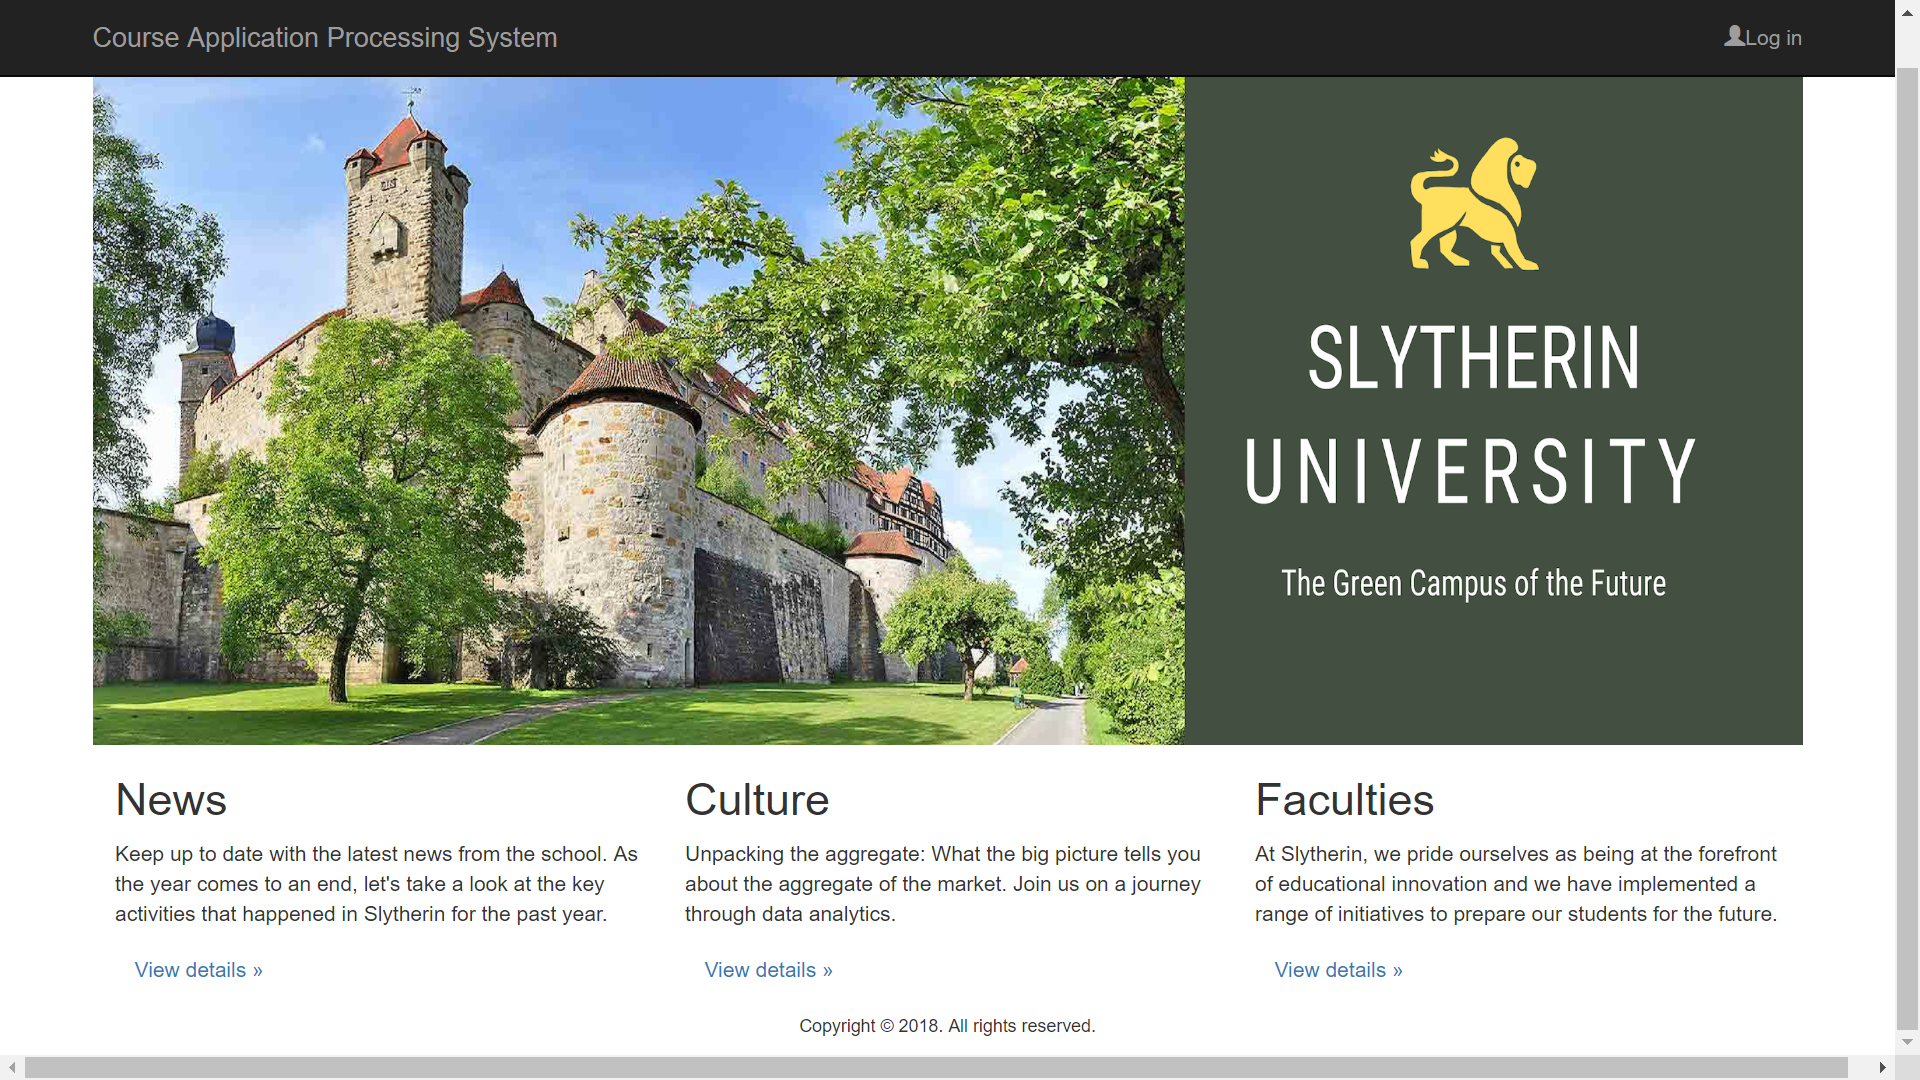 Course Application Processing System
Log in
SLYTHERIN
UNIVERSITY
The Green Campus of the Future
News
Keep up to date with the latest news from the school. As
the year comes to an end, let's take a look at the key
activities that happened in Slytherin for the past year.
View details »
Culture
Unpacking the aggregate: What the big picture tells you
about the aggregate of the market. Join us on a journey
through data analytics.
View details »
Faculties
At Slytherin, we pride ourselves as being at the forefront
of educational innovation and we have implemented a
range of initiatives to prepare our students for the future.
View details »
Copyright © 2018. All rights reserved.